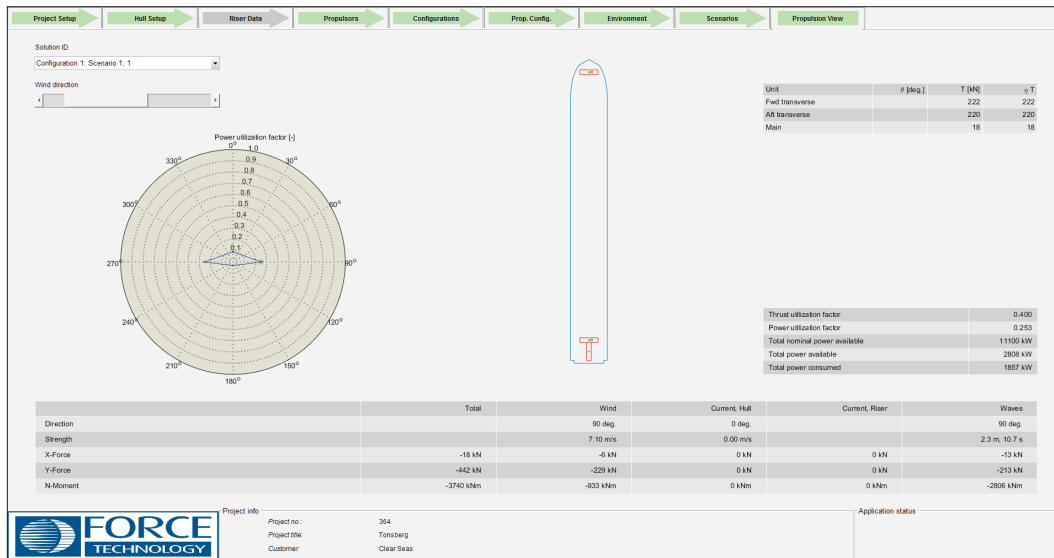 Project Setup Hull Setup Riser Data Propulsors Configurations Prop. Config. Environment Scenarios Propulsion View
Solution ID
Configuration 1; Scenario 1; 1
Wind direction
Power utilization factor [-]
0° 1.0
330° 0.9 30°
0.8
0.7
0.6
300° 0.5 60°
0.4
0.3
0.2
0.1
270° 90°
240° 120°
210° 150°
180°
Unit θ [deg.] T [kN] η T
Fwd transverse 222 222
Aft transverse 220 220
Main 18 18
Thrust utilization factor 0.400
Power utilization factor 0.253
Total nominal power available 11100 kW
Total power available 2808 kW
Total power consumed 1857 kW
Total Wind Current, Hull Current, Riser Waves
Direction 90 deg. 0 deg. 90 deg.
Strength 7.10 m/s 0.00 m/s 2.3 m, 10.7 s
X-Force -18 kN -6 kN 0 kN 0 kN -13 kN
Y-Force -442 kN -229 kN 0 kN 0 kN -213 kN
N-Moment -3740 kNm -933 kNm 0 kNm 0 kNm -2806 kNm
FORCE
TECHNOLOGY
Project info
Project no.: 364
Project title: Tonsberg
Customer: Clear Seas
Application status